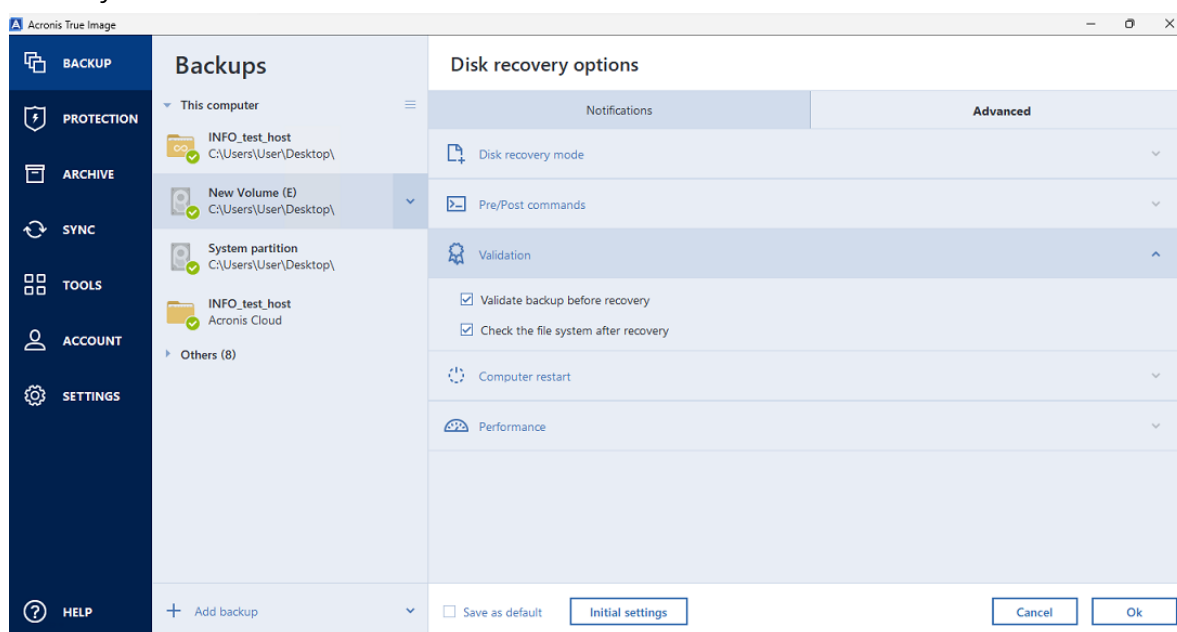 Acronis True Image
BACKUP
PROTECTION
ARCHIVE
SYNC
TOOLS
ACCOUNT
SETTINGS
HELP
Backups
This computer
INFO_test_host
C:\Users\User\Desktop\
New Volume (E)
C:\Users\User\Desktop\
System partition
C:\Users\User\Desktop\
INFO_test_host
Acronis Cloud
Others (8)
Add backup
Disk recovery options
Notifications
Advanced
Disk recovery mode
Pre/Post commands
Validation
Validate backup before recovery
Check the file system after recovery
Computer restart
Performance
Save as default
Initial settings
Cancel
Ok